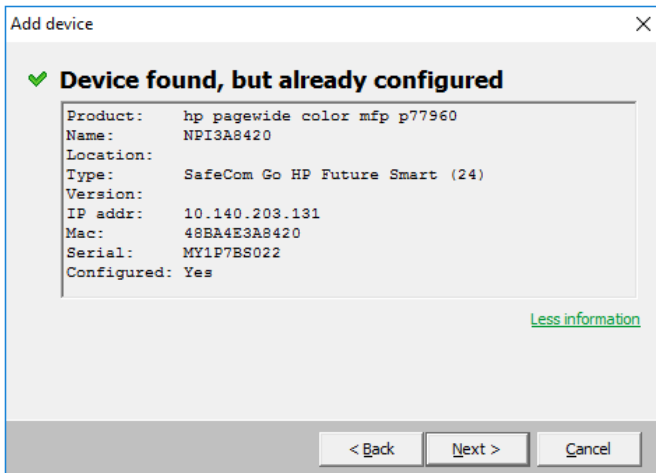 Add device
Device found, but already configured
Product: hp pagewide color mfp p77960
Name: NPI3A8420
Location:
Type: SafeCom Go HP Future Smart (24)
Version:
IP addr: 10.140.203.131
Mac: 48BA4E3A8420
Serial: MY1P7BS022
Configured: Yes
Less information
< Back Next > Cancel